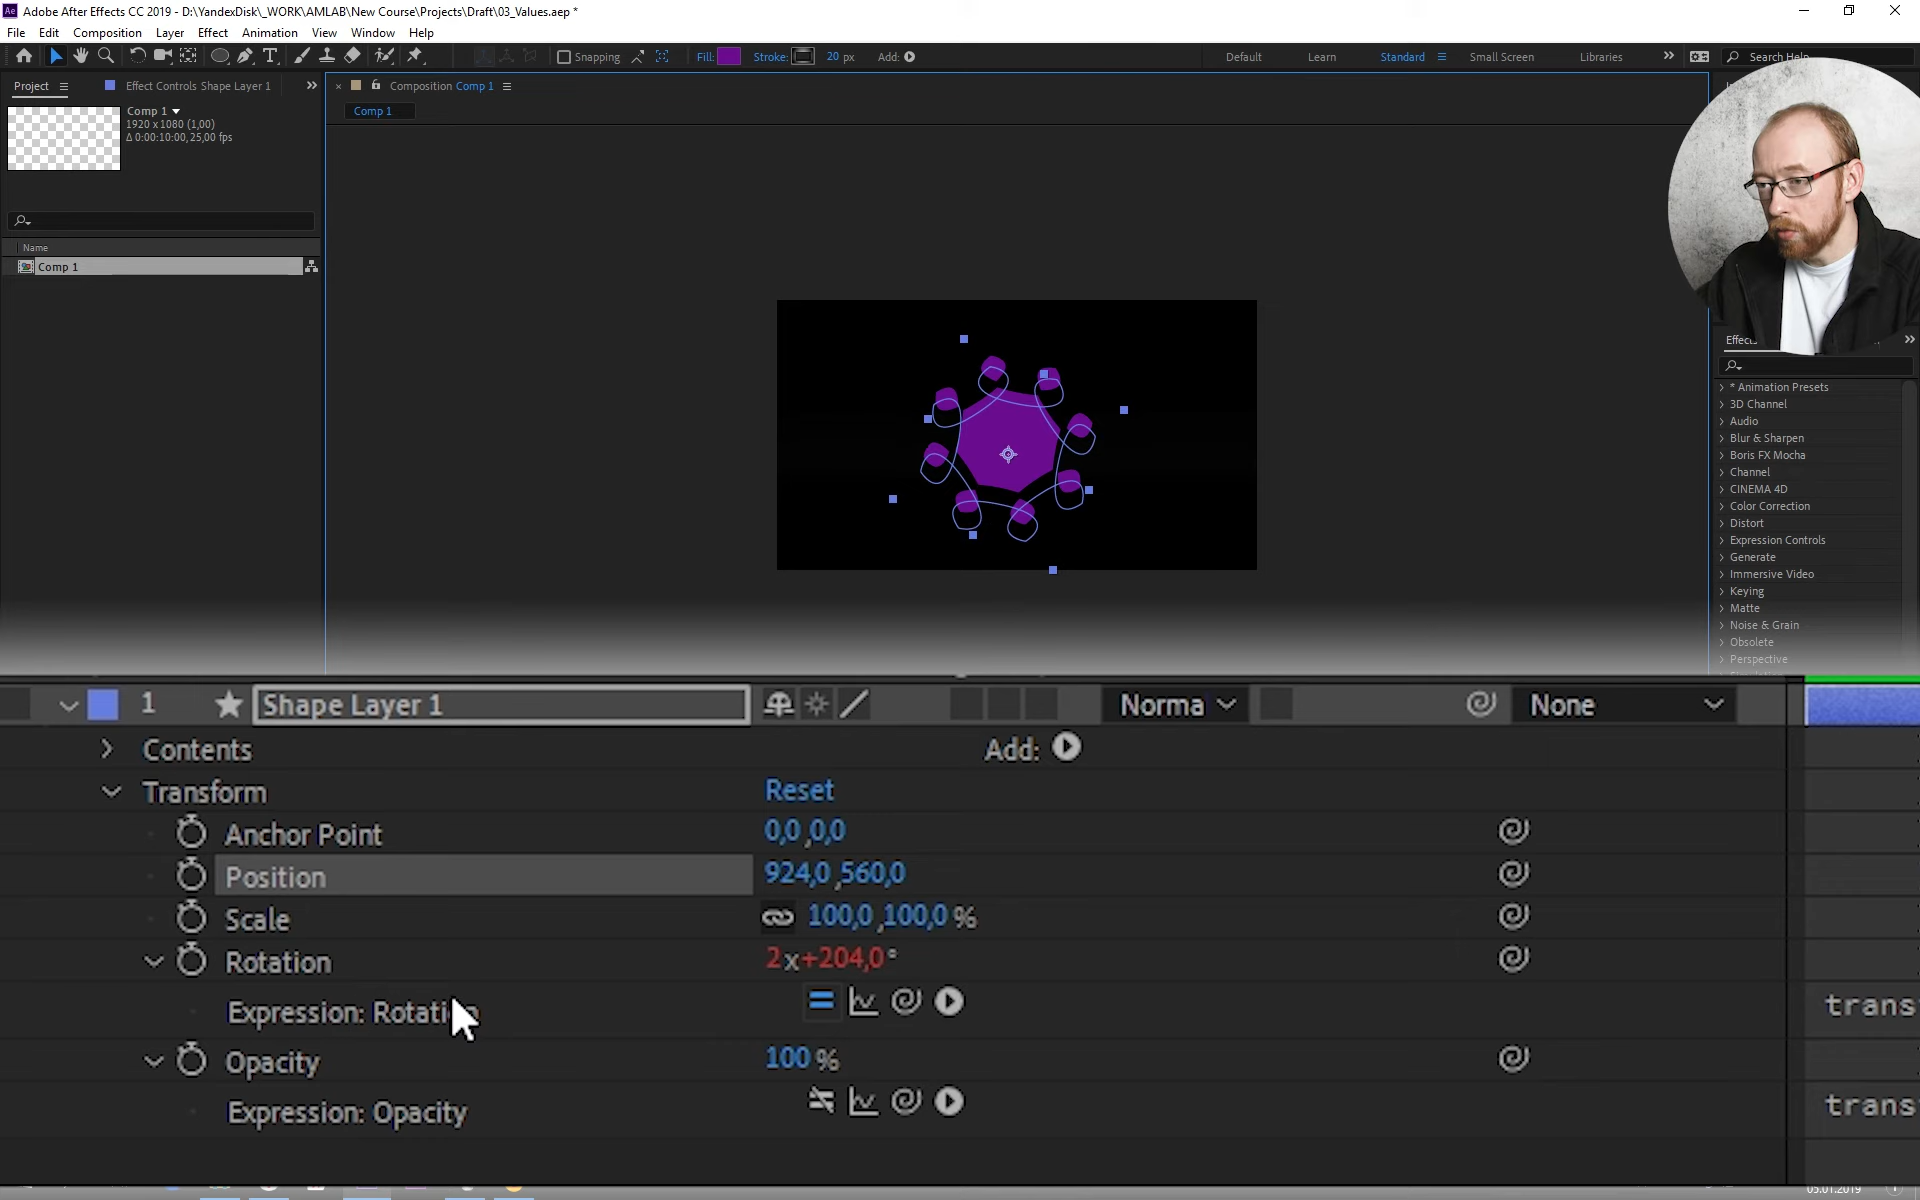 Adobe After Effects CC 2019 - D:\YandexDisk\_WORK\AMLAB\New Course\Projects\Draft\03_Values.aep *
File Edit Composition Layer Effect Animation View Window Help
Snapping Fill: Stroke: 20 px Add: Default Learn Standard Small Screen Libraries Search Help
Project Effect Controls Shape Layer 1 Composition Comp 1
Comp 1
1920 x 1080 (1,00)
Δ 0:00:10:00, 25,00 fps
Comp 1
Name
Comp 1
* Animation Presets
3D Channel
Audio
Blur & Sharpen
Boris FX Mocha
Channel
CINEMA 4D
Color Correction
Distort
Expression Controls
Generate
Immersive Video
Keying
Matte
Noise & Grain
Obsolete
Perspective
1 Shape Layer 1 Norma None
Contents Add:
Transform Reset
Anchor Point 0,0 ,0,0
Position 924,0 ,560,0
Scale 100,0 ,100,0 %
Rotation 2x+204,0°
Expression: Rotation trans
Opacity 100 %
Expression: Opacity trans
05.01.2019